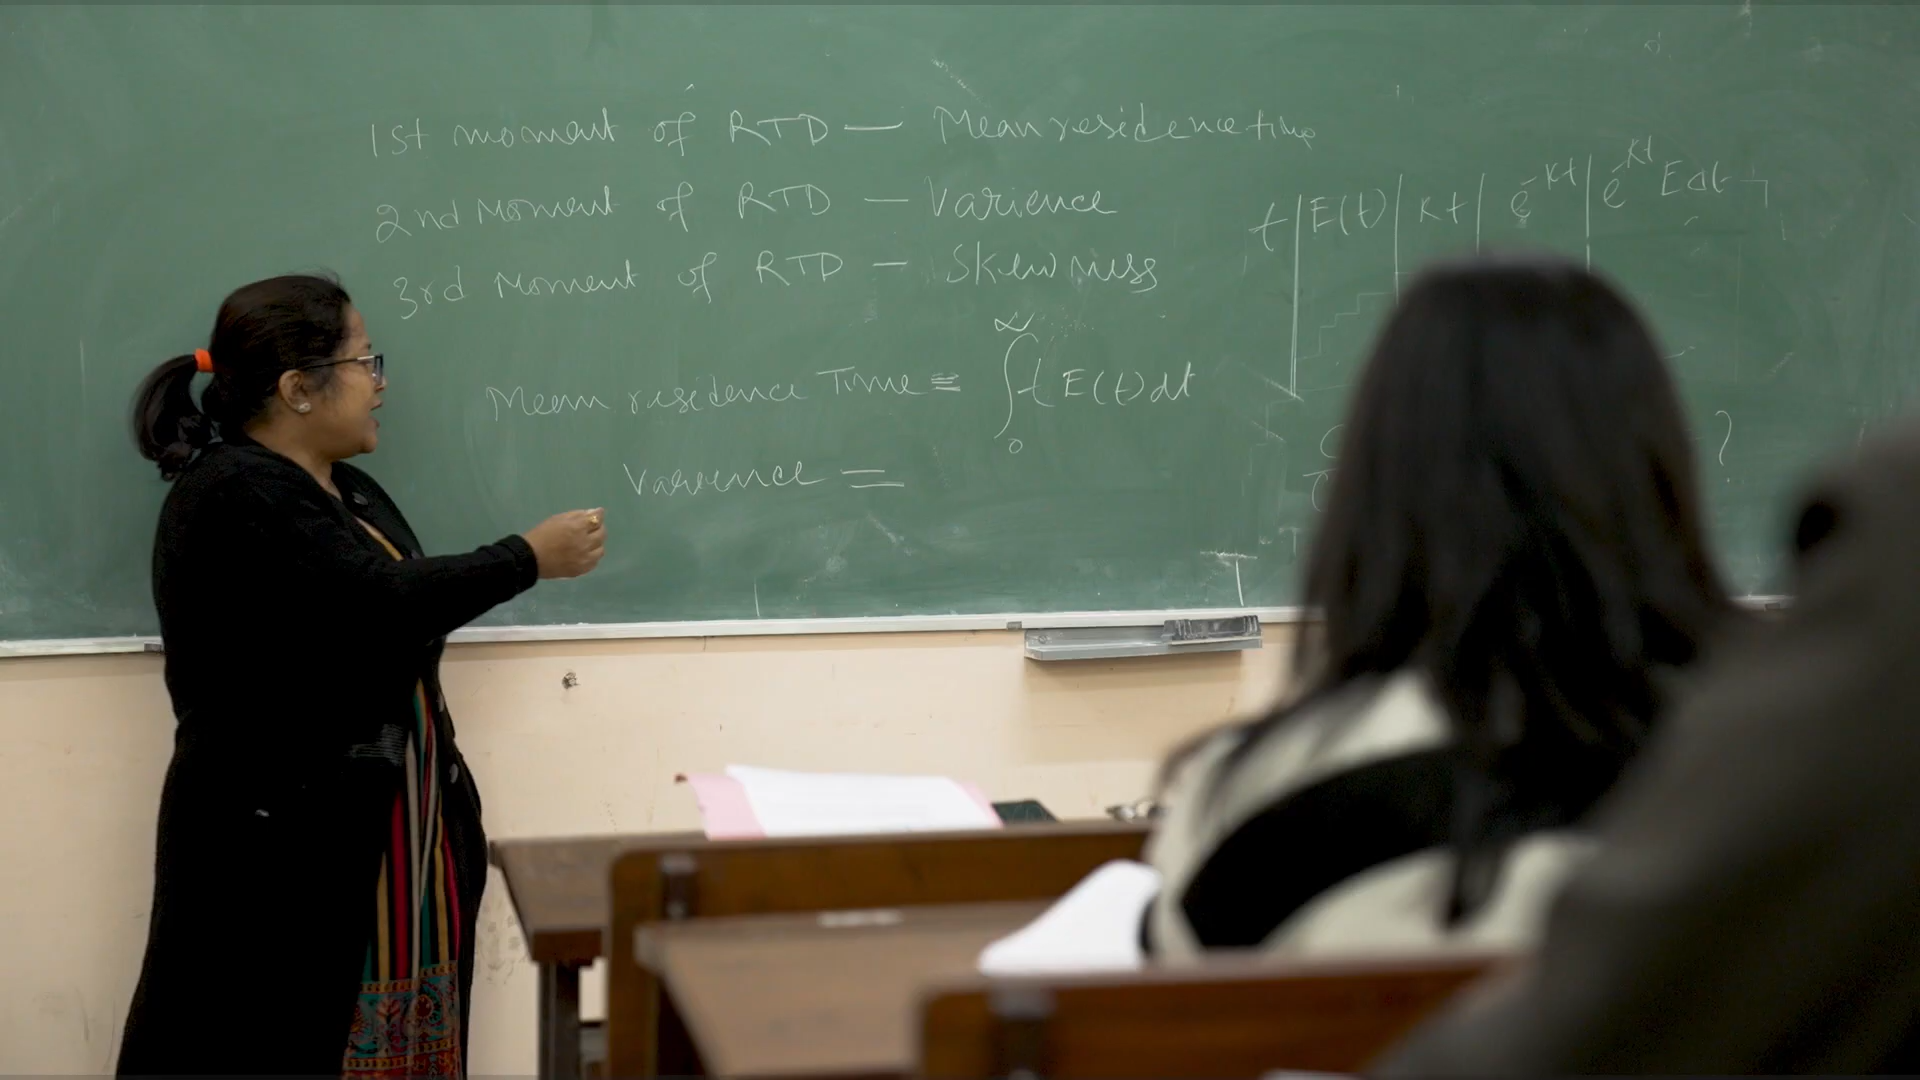 1st moment of RTD — Mean residence time
2nd Moment of RTD — Varience
3rd Moment of RTD — Skewness
Mean residence Time = ∫₀^∞ t E(t) dt
Varience =
t | E(t) | Kt | e^-Kt | e^-Kt E Δt
?